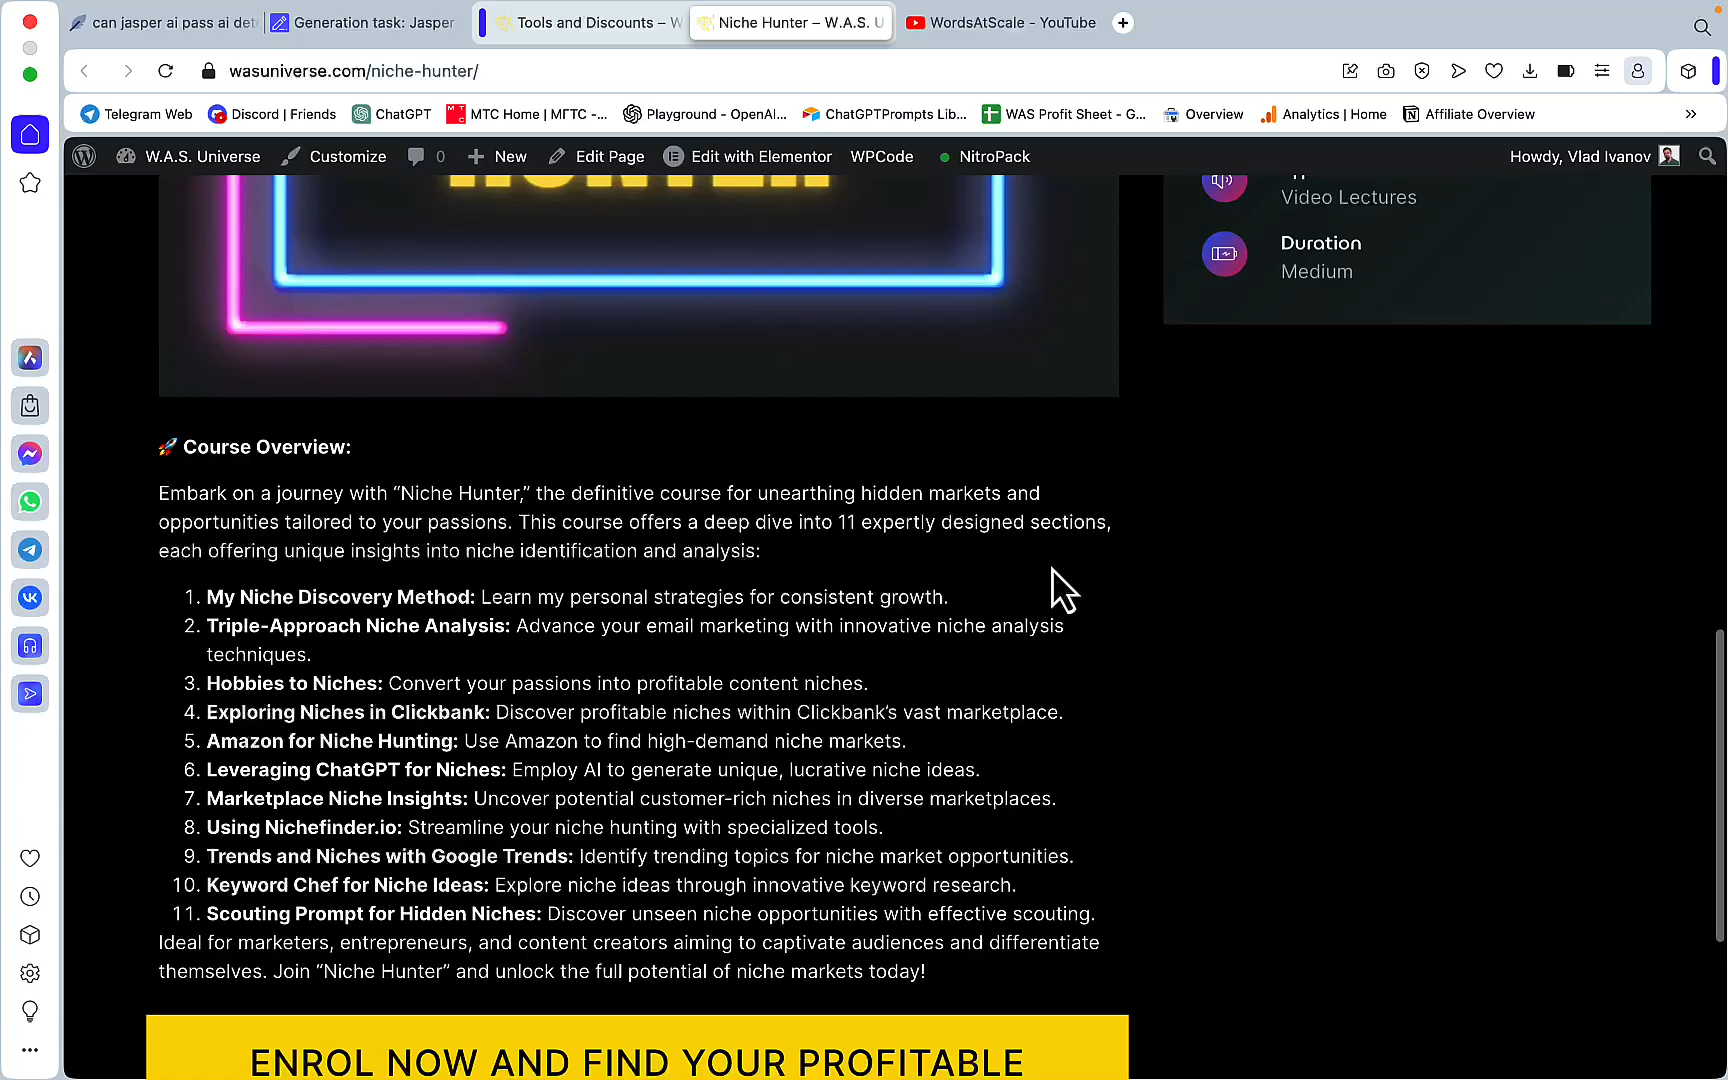 can jasper ai pass ai det
Generation task: Jasper
Tools and Discounts – W
Niche Hunter – W.A.S. U
WordsAtScale - YouTube
wasuniverse.com/niche-hunter/
Telegram Web
Discord | Friends
ChatGPT
МТС Home | МГТС -...
Playground - OpenAI...
ChatGPTPrompts Lib...
WAS Profit Sheet - G...
Overview
Analytics | Home
Affiliate Overview
W.A.S. Universe
Customize
0
New
Edit Page
Edit with Elementor
WPCode
NitroPack
Howdy, Vlad Ivanov
Video Lectures
Duration
Medium
HUNTER
🚀 Course Overview:
Embark on a journey with “Niche Hunter,” the definitive course for unearthing hidden markets and
opportunities tailored to your passions. This course offers a deep dive into 11 expertly designed sections,
each offering unique insights into niche identification and analysis:
1. My Niche Discovery Method: Learn my personal strategies for consistent growth.
2. Triple-Approach Niche Analysis: Advance your email marketing with innovative niche analysis
techniques.
3. Hobbies to Niches: Convert your passions into profitable content niches.
4. Exploring Niches in Clickbank: Discover profitable niches within Clickbank’s vast marketplace.
5. Amazon for Niche Hunting: Use Amazon to find high-demand niche markets.
6. Leveraging ChatGPT for Niches: Employ AI to generate unique, lucrative niche ideas.
7. Marketplace Niche Insights: Uncover potential customer-rich niches in diverse marketplaces.
8. Using Nichefinder.io: Streamline your niche hunting with specialized tools.
9. Trends and Niches with Google Trends: Identify trending topics for niche market opportunities.
10. Keyword Chef for Niche Ideas: Explore niche ideas through innovative keyword research.
11. Scouting Prompt for Hidden Niches: Discover unseen niche opportunities with effective scouting.
Ideal for marketers, entrepreneurs, and content creators aiming to captivate audiences and differentiate
themselves. Join “Niche Hunter” and unlock the full potential of niche markets today!
ENROL NOW AND FIND YOUR PROFITABLE